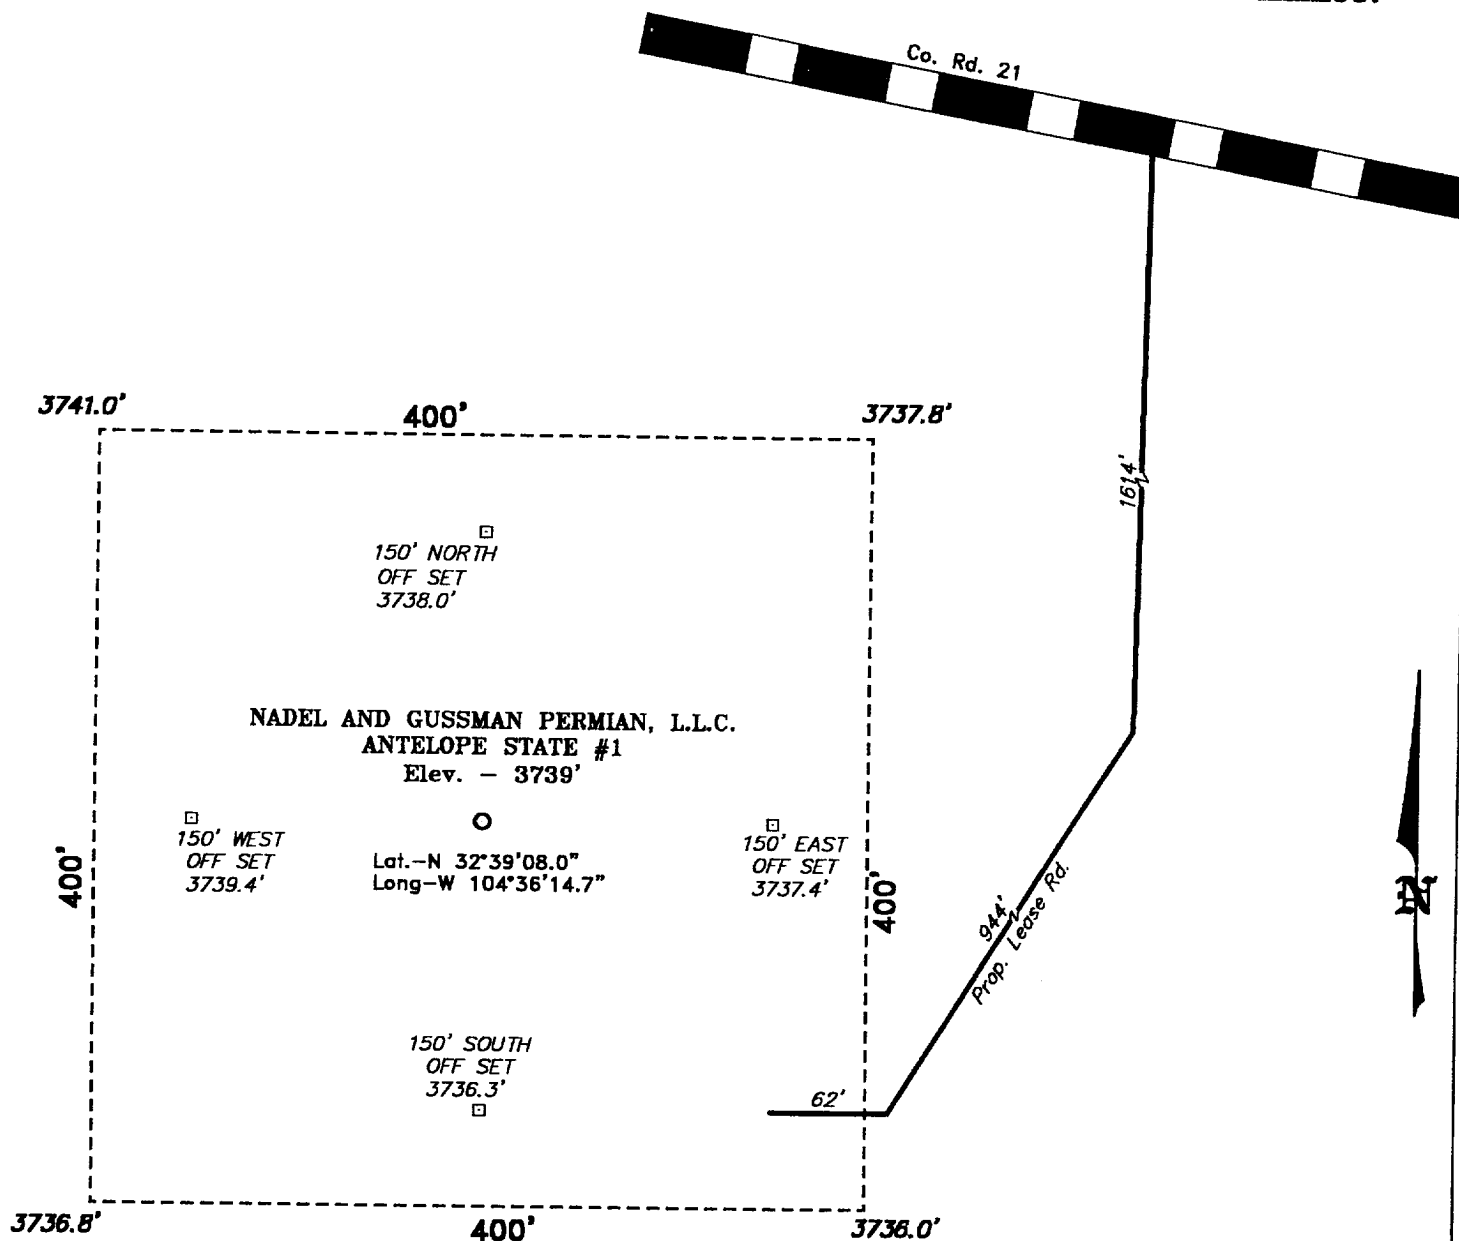 Co. Rd. 21
3741.0'
400'
3737.8'
1614'
150' NORTH
OFF SET
3738.0'
NADEL AND GUSSMAN PERMIAN, L.L.C.
ANTELOPE STATE #1
Elev. - 3739'
150' WEST
OFF SET
3739.4'
Lat.-N 32°39'08.0"
Long-W 104°36'14.7"
150' EAST
OFF SET
3737.4'
400'
400'
944'
Prop. Lease Rd.
N
150' SOUTH
OFF SET
3736.3'
62'
3736.8'
400'
3736.0'